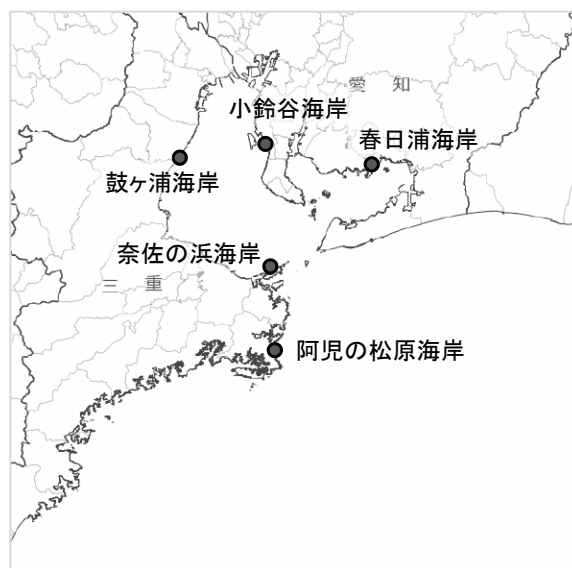 愛 知
小鈴谷海岸
春日浦海岸
鼓ヶ浦海岸
奈佐の浜海岸
三 重
阿児の松原海岸